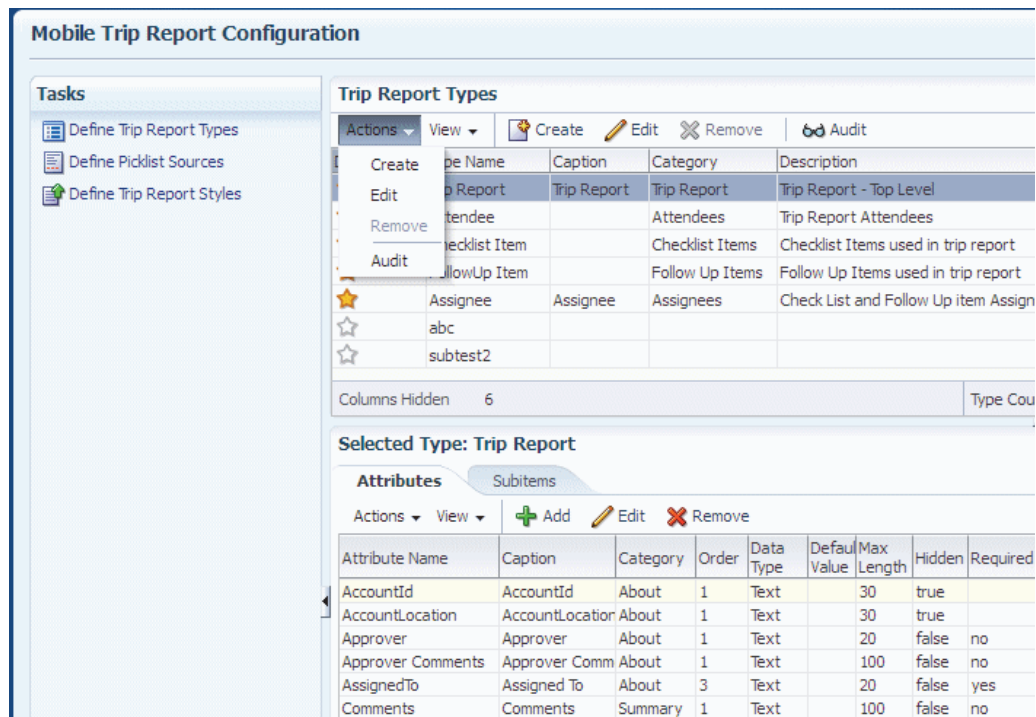 Mobile Trip Report Configuration
Tasks
Define Trip Report Types
Define Picklist Sources
Define Trip Report Styles
Trip Report Types
Actions View Create Edit Remove Audit
Create
Edit
Remove
Audit
pe Name Caption Category Description
p Report Trip Report Trip Report Trip Report - Top Level
tendee Attendees Trip Report Attendees
ecklist Item Checklist Items Checklist Items used in trip report
llowUp Item Follow Up Items Follow Up Items used in trip report
Assignee Assignee Assignees Check List and Follow Up item Assign
abc
subtest2
Columns Hidden 6 Type Cou
Selected Type: Trip Report
Attributes Subitems
Actions View Add Edit Remove
Attribute Name Caption Category Order Data Type Defaul Value Max Length Hidden Required
AccountId AccountId About 1 Text 30 true
AccountLocation AccountLocation About 1 Text 30 true
Approver Approver About 1 Text 20 false no
Approver Comments Approver Comm About 1 Text 100 false no
AssignedTo Assigned To About 3 Text 20 false yes
Comments Comments Summary 1 Text 100 false no